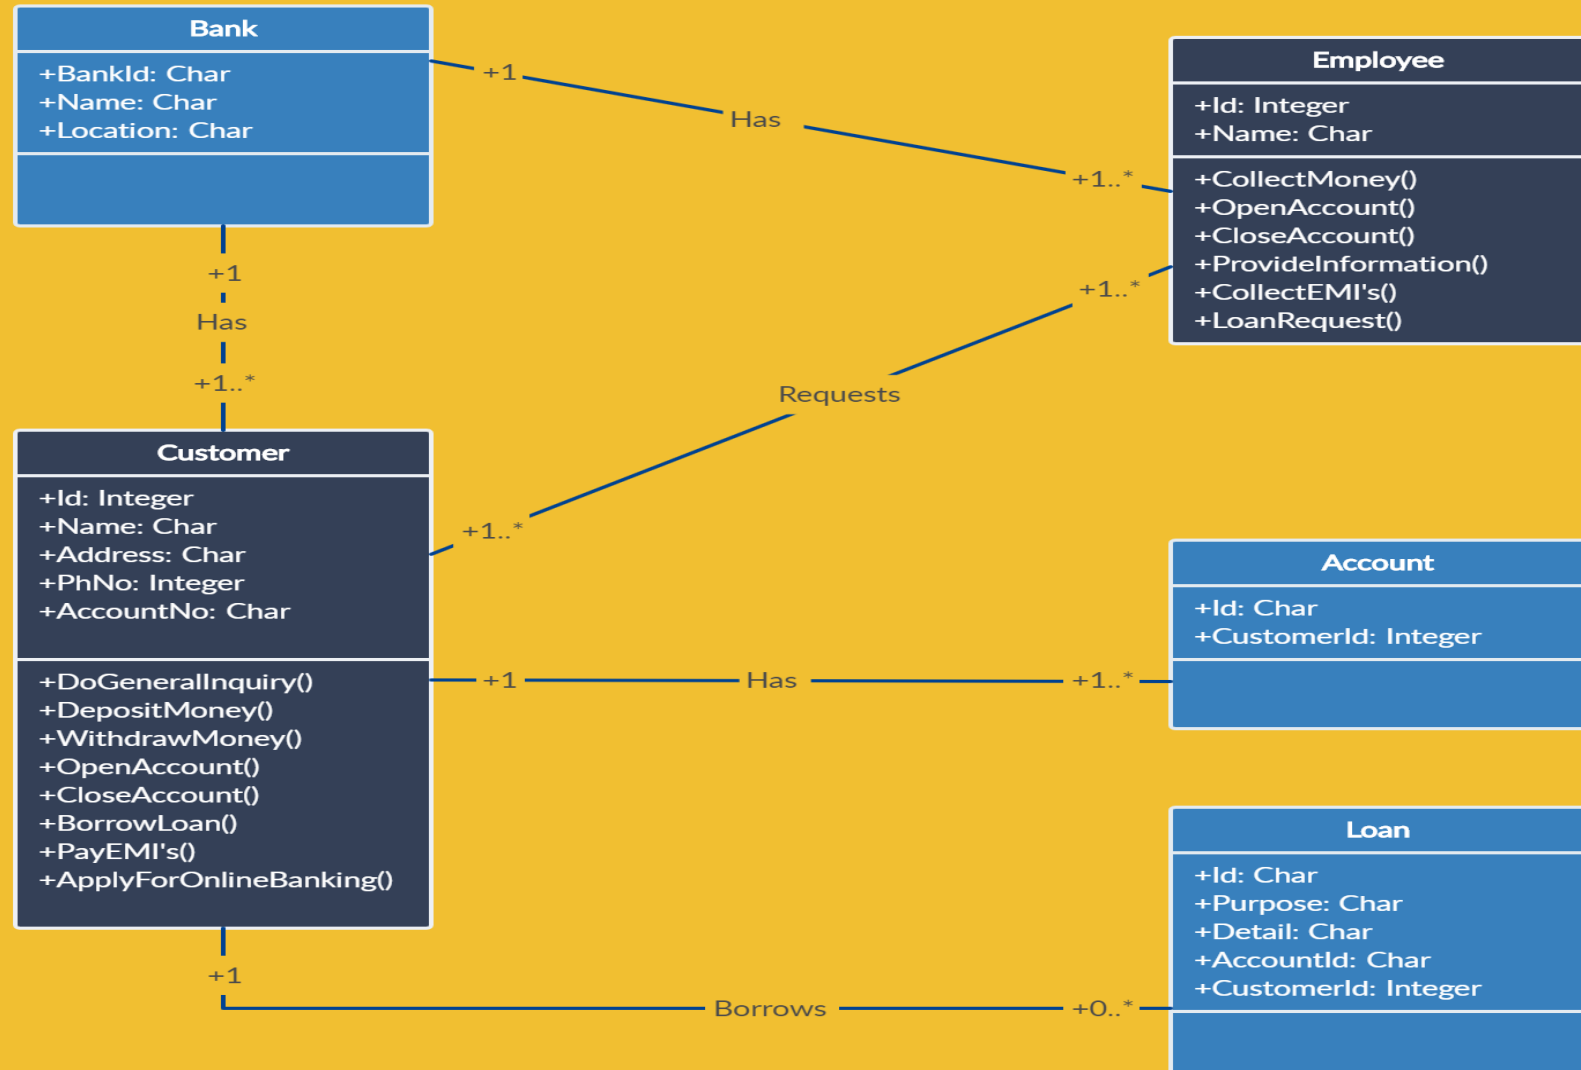 Bank
+BankId: Char
+Name: Char
+Location: Char
+1
Has
+1..*
Employee
+Id: Integer
+Name: Char
+CollectMoney()
+OpenAccount()
+CloseAccount()
+ProvideInformation()
+CollectEMI's()
+LoanRequest()
+1
Has
+1..*
+1..*
Requests
+1..*
Customer
+Id: Integer
+Name: Char
+Address: Char
+PhNo: Integer
+AccountNo: Char
+DoGeneralInquiry()
+DepositMoney()
+WithdrawMoney()
+OpenAccount()
+CloseAccount()
+BorrowLoan()
+PayEMI's()
+ApplyForOnlineBanking()
+1
Has
+1..*
Account
+Id: Char
+CustomerId: Integer
+1
Borrows
+0..*
Loan
+Id: Char
+Purpose: Char
+Detail: Char
+AccountId: Char
+CustomerId: Integer